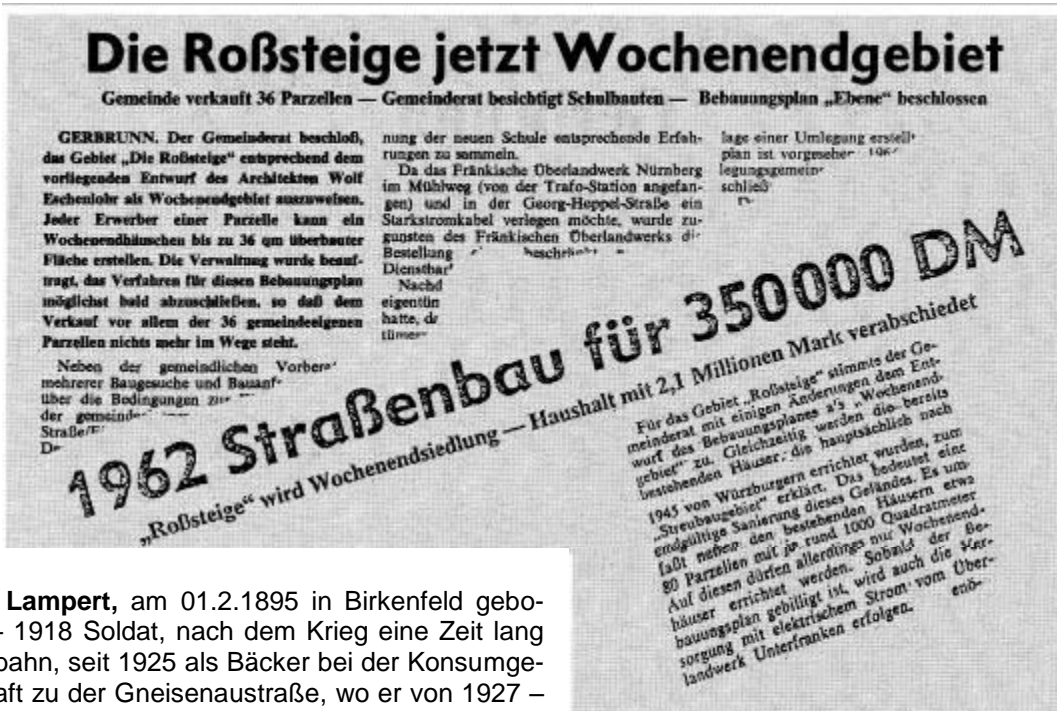 Die Roßsteige jetzt Wochenendgebiet
Gemeinde verkauft 36 Parzellen — Gemeinderat besichtigt Schulbauten — Bebauungsplan „Ebene“ beschlossen
GERBRUNN. Der Gemeinderat beschloß,
das Gebiet „Die Roßsteige“ entsprechend dem
vorliegenden Entwurf des Architekten Wolf
Eschenlohr als Wochenendgebiet auszuweisen.
Jeder Erwerber einer Parzelle kann ein
Wochenendhäuschen bis zu 36 qm überbauter
Fläche erstellen. Die Verwaltung wurde beauf-
tragt, das Verfahren für diesen Bebauungsplan
möglichst bald abzuschließen, so daß dem
Verkauf vor allem der 36 gemeindeeigenen
Parzellen nichts mehr im Wege steht.
Neben der gemeindlichen
mehrerer Baugesuche und
über die Bedingungen
der
nung der neuen Schule entsprechende Erfah-
rungen zu sammeln.
Da das Fränkische Überlandwerk Nürnberg
im Mühlweg (von der Trafo-Station angefan-
gen) und in der Georg-Heppel-Straße ein
Starkstromkabel verlegen möchte, wurde zu-
gunsten des Fränkischen Überlandwerks
Bestellung
hatte,
lage einer Umlegung
plan ist
1962 Straßenbau für 350000 DM
„Roßsteige“ wird Wochenendsiedlung — Haushalt mit 2,1 Millionen Mark verabschiedet
Für das Gebiet „Roßsteige“ stimmte der Ge-
meinderat mit einigen Änderungen dem Ent-
wurf des Bebauungsplanes a's „Wochenend-
gebiet“ zu. Gleichzeitig werden die bereits
bestehenden Häuser, die hauptsächlich nach
1945 von Würzburgern errichtet wurden, zum
„Streubaugebiet“ erklärt. Das bedeutet eine
endgültige Sanierung dieses Geländes. Es um-
faßt neben den bestehenden Häusern etwa
80 Parzellen mit je rund 1000 Quadratmeter
Auf diesen dürfen allerdings nur Wochenend-
häuser errichtet werden. Sobald der Be-
bauungsplan gebilligt ist, wird auch die
sorgung mit elektrischem Strom vom Über-
landwerk Unterfranken erfolgen.
Lampert, am 01.2.1895 in Birkenfeld gebo-
1918 Soldat, nach dem Krieg eine Zeit lang
bahn, seit 1925 als Bäcker bei der Konsumge-
aft zu der Gneisenaustraße, wo er von 1927 –